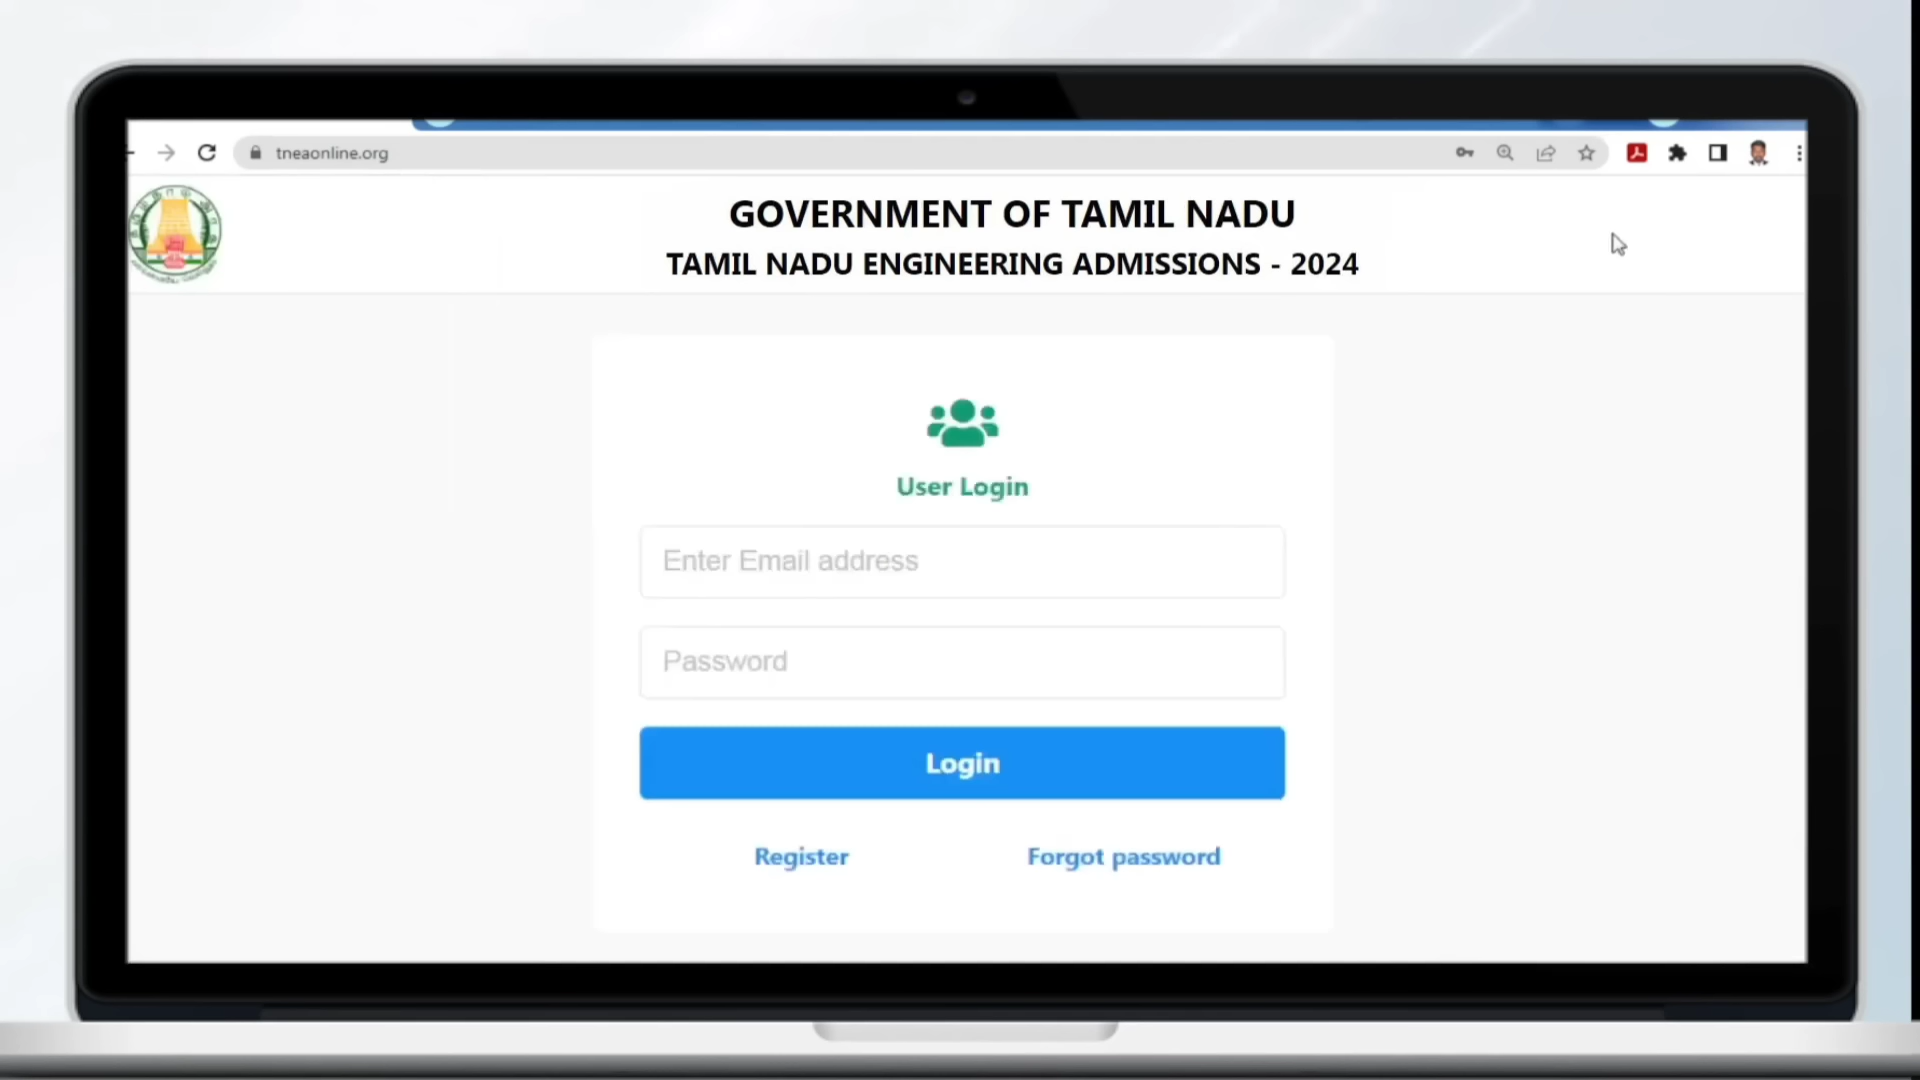 tneaonline.org
GOVERNMENT OF TAMIL NADU
TAMIL NADU ENGINEERING ADMISSIONS - 2024
User Login
Enter Email address
Password
Login
Register
Forgot password